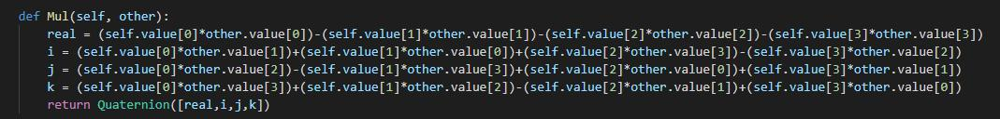 def Mul(self, other):
    real = (self.value[0]*other.value[0])-(self.value[1]*other.value[1])-(self.value[2]*other.value[2])-(self.value[3]*other.value[3])
    i = (self.value[0]*other.value[1])+(self.value[1]*other.value[0])+(self.value[2]*other.value[3])-(self.value[3]*other.value[2])
    j = (self.value[0]*other.value[2])-(self.value[1]*other.value[3])+(self.value[2]*other.value[0])+(self.value[3]*other.value[1])
    k = (self.value[0]*other.value[3])+(self.value[1]*other.value[2])-(self.value[2]*other.value[1])+(self.value[3]*other.value[0])
    return Quaternion([real,i,j,k])